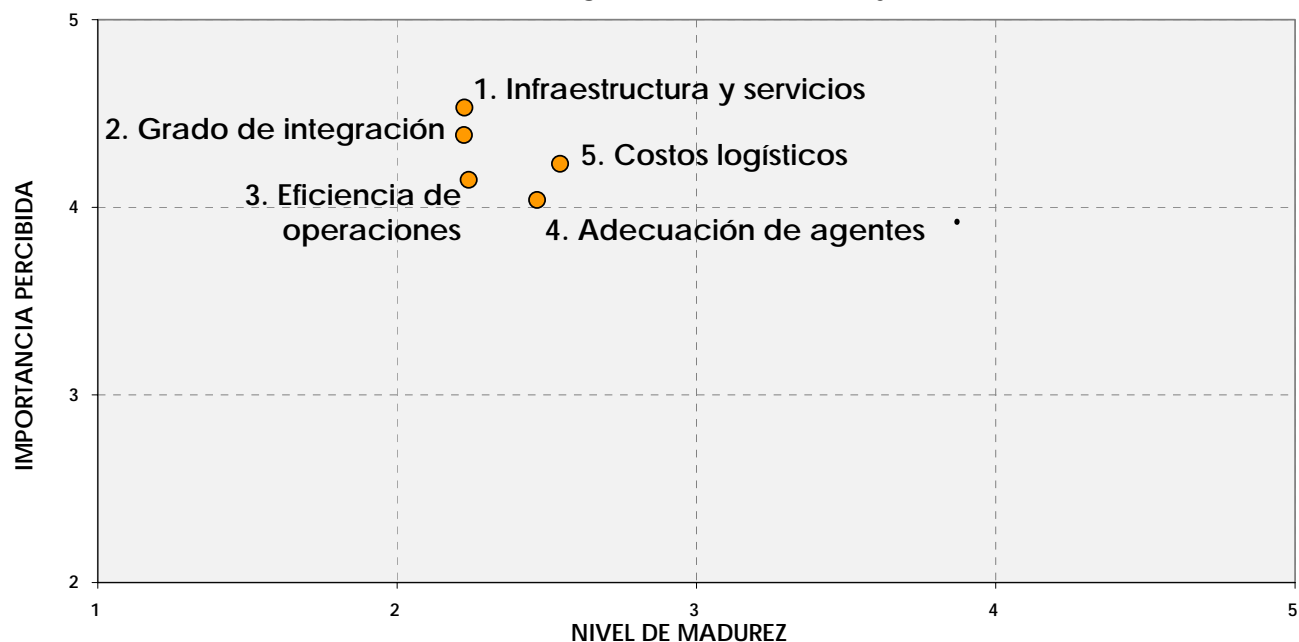 5
1. Infraestructura y servicios
2. Grado de integración
5. Costos logísticos
3. Eficiencia de
operaciones
4
4. Adecuación de agentes
IMPORTANCIA PERCIBIDA
3
2
1 2 3 4 5
NIVEL DE MADUREZ